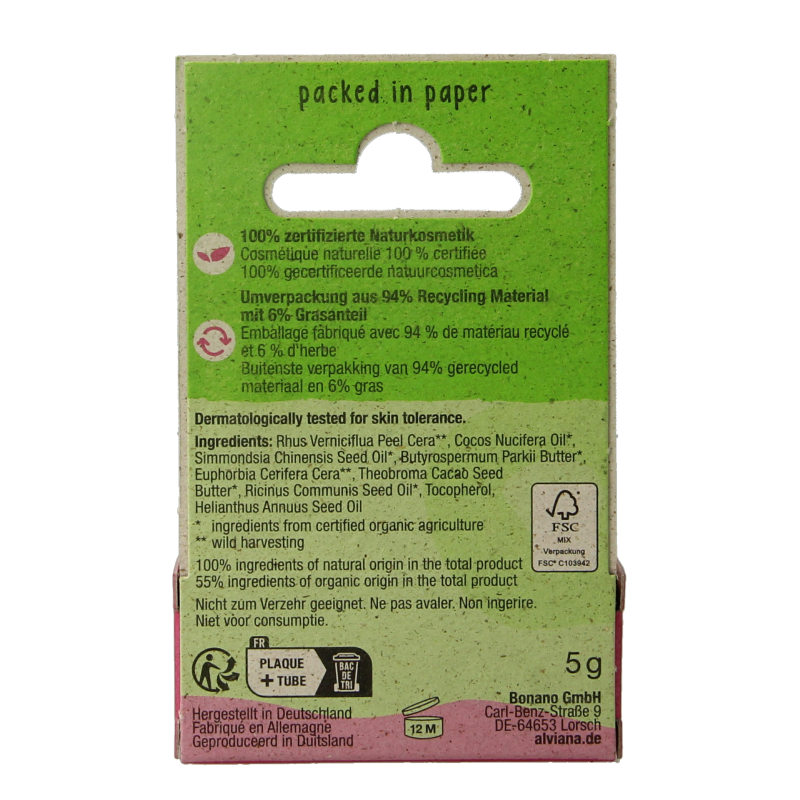 packed in paper
100% zertifizierte Naturkosmetik
Cosmétique naturelle 100 % certifiée
100% gecertificeerde natuurcosmetica
Umverpackung aus 94% Recycling Material
mit 6% Grasanteil
Emballage fabriqué avec 94 % de matériau recyclé
et 6 % d'herbe
Buitenste verpakking van 94% gerecycled
materiaal en 6% gras
Dermatologically tested for skin tolerance.
Ingredients: Rhus Verniciflua Peel Cera**, Cocos Nucifera Oil*,
Simmondsia Chinensis Seed Oil*, Butyrospermum Parkii Butter*,
Euphorbia Cerifera Cera**, Theobroma Cacao Seed
Butter*, Ricinus Communis Seed Oil*, Tocopherol,
Helianthus Annuus Seed Oil
* ingredients from certified organic agriculture
** wild harvesting
FSC
MIX
Verpackung
FSC® C103942
100% ingredients of natural origin in the total product
55% ingredients of organic origin in the total product
Nicht zum Verzehr geeignet. Ne pas avaler. Non ingerire.
Niet voor consumptie.
FR
PLAQUE
+ TUBE
BAC
DE
TRI
5 g
Hergestellt in Deutschland
Fabriqué en Allemagne
Geproduceerd in Duitsland
12 M
Bonano GmbH
Carl-Benz-Straße 9
DE-64653 Lorsch
alviana.de